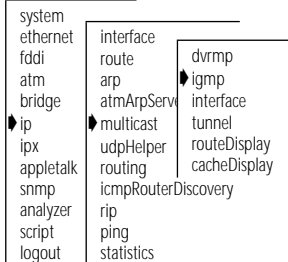 system
ethernet
fddi
atm
bridge
ip
ipx
appletalk
snmp
analyzer
script
logout
interface
route
arp
atmArpServe
multicast
udpHelper
routing
icmpRouterDiscovery
rip
ping
statistics
dvrmp
igmp
interface
tunnel
routeDisplay
cacheDisplay